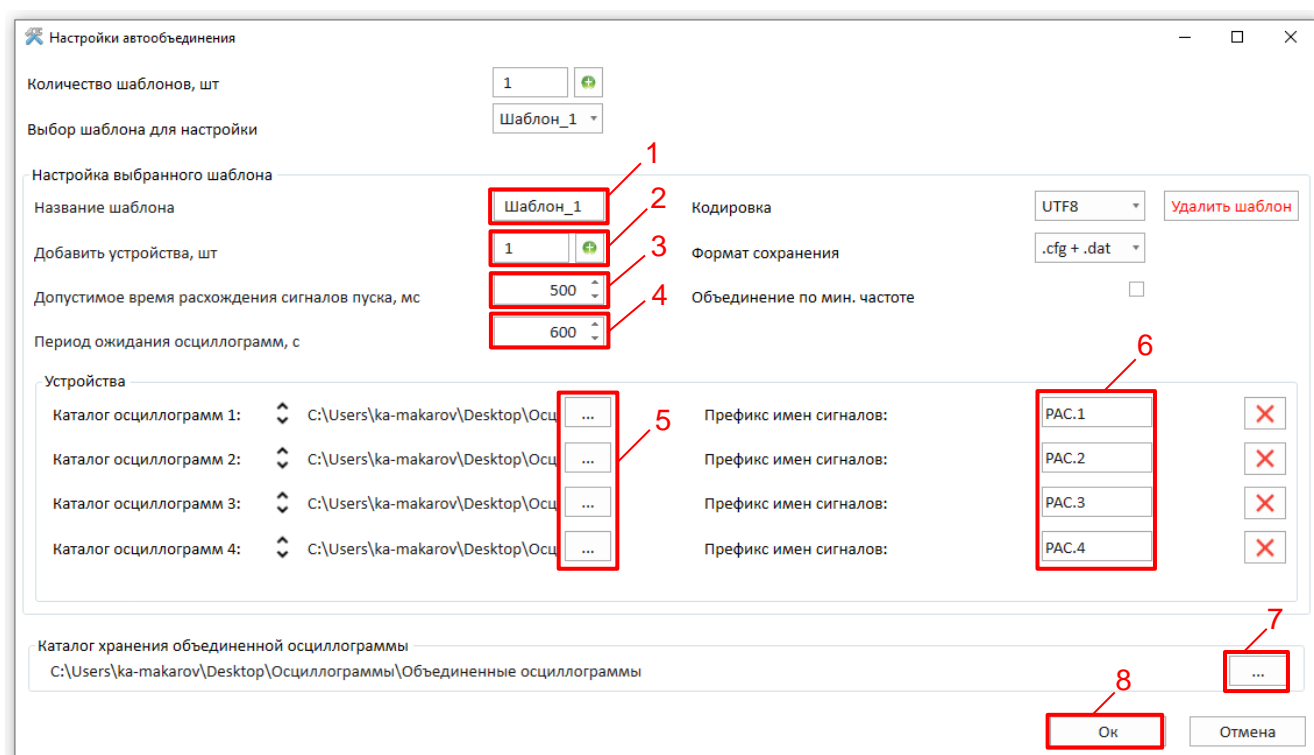 Настройки автообъединения
Количество шаблонов, шт 1
Выбор шаблона для настройки Шаблон_1
1
Настройка выбранного шаблона
Название шаблона Шаблон_1 2 Кодировка UTF8 Удалить шаблон
Добавить устройства, шт 1 3 Формат сохранения .cfg + .dat
Допустимое время расхождения сигналов пуска, мс 500 4 Объединение по мин. частоте
Период ожидания осциллограмм, с 600
6
Устройства
Каталог осциллограмм 1: C:\Users\ka-makarov\Desktop\Осц ... 5 Префикс имен сигналов: РАС.1
Каталог осциллограмм 2: C:\Users\ka-makarov\Desktop\Осц ... Префикс имен сигналов: РАС.2
Каталог осциллограмм 3: C:\Users\ka-makarov\Desktop\Осц ... Префикс имен сигналов: РАС.3
Каталог осциллограмм 4: C:\Users\ka-makarov\Desktop\Осц ... Префикс имен сигналов: РАС.4
7
Каталог хранения объединенной осциллограммы
C:\Users\ka-makarov\Desktop\Осциллограммы\Объединенные осциллограммы ...
8
Ок Отмена